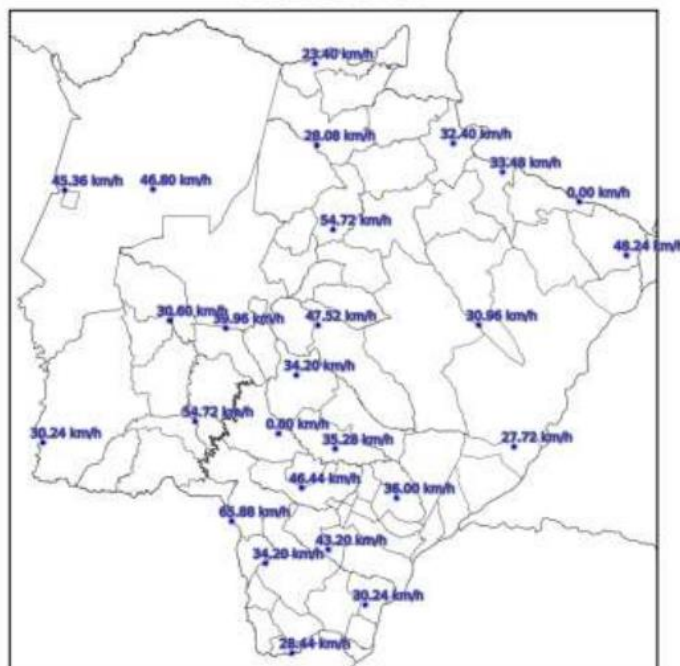 23.40 km/h
28.08 km/h
32.40 km/h
33.48 km/h
45.36 km/h
46.80 km/h
0.00 km/h
54.72 km/h
48.24 km/h
30.60 km/h
39.96 km/h
47.52 km/h
30.96 km/h
34.20 km/h
54.72 km/h
0.00 km/h
30.24 km/h
35.28 km/h
27.72 km/h
46.44 km/h
36.00 km/h
65.88 km/h
43.20 km/h
34.20 km/h
30.24 km/h
28.44 km/h